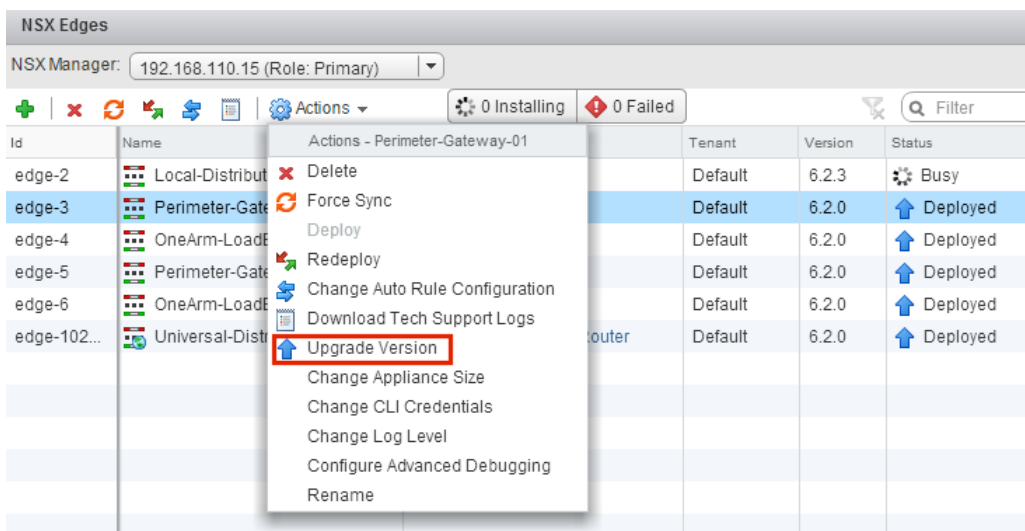 NSX Edges
NSX Manager: 192.168.110.15 (Role: Primary)
Actions 0 Installing 0 Failed Filter
Id Name Tenant Version Status
Actions - Perimeter-Gateway-01
Delete
Force Sync
Deploy
Redeploy
Change Auto Rule Configuration
Download Tech Support Logs
Upgrade Version
Change Appliance Size
Change CLI Credentials
Change Log Level
Configure Advanced Debugging
Rename
edge-2 Local-Distribut Default 6.2.3 Busy
edge-3 Perimeter-Gate Default 6.2.0 Deployed
edge-4 OneArm-LoadB Default 6.2.0 Deployed
edge-5 Perimeter-Gate Default 6.2.0 Deployed
edge-6 OneArm-LoadB Default 6.2.0 Deployed
edge-102... Universal-Distr outer Default 6.2.0 Deployed